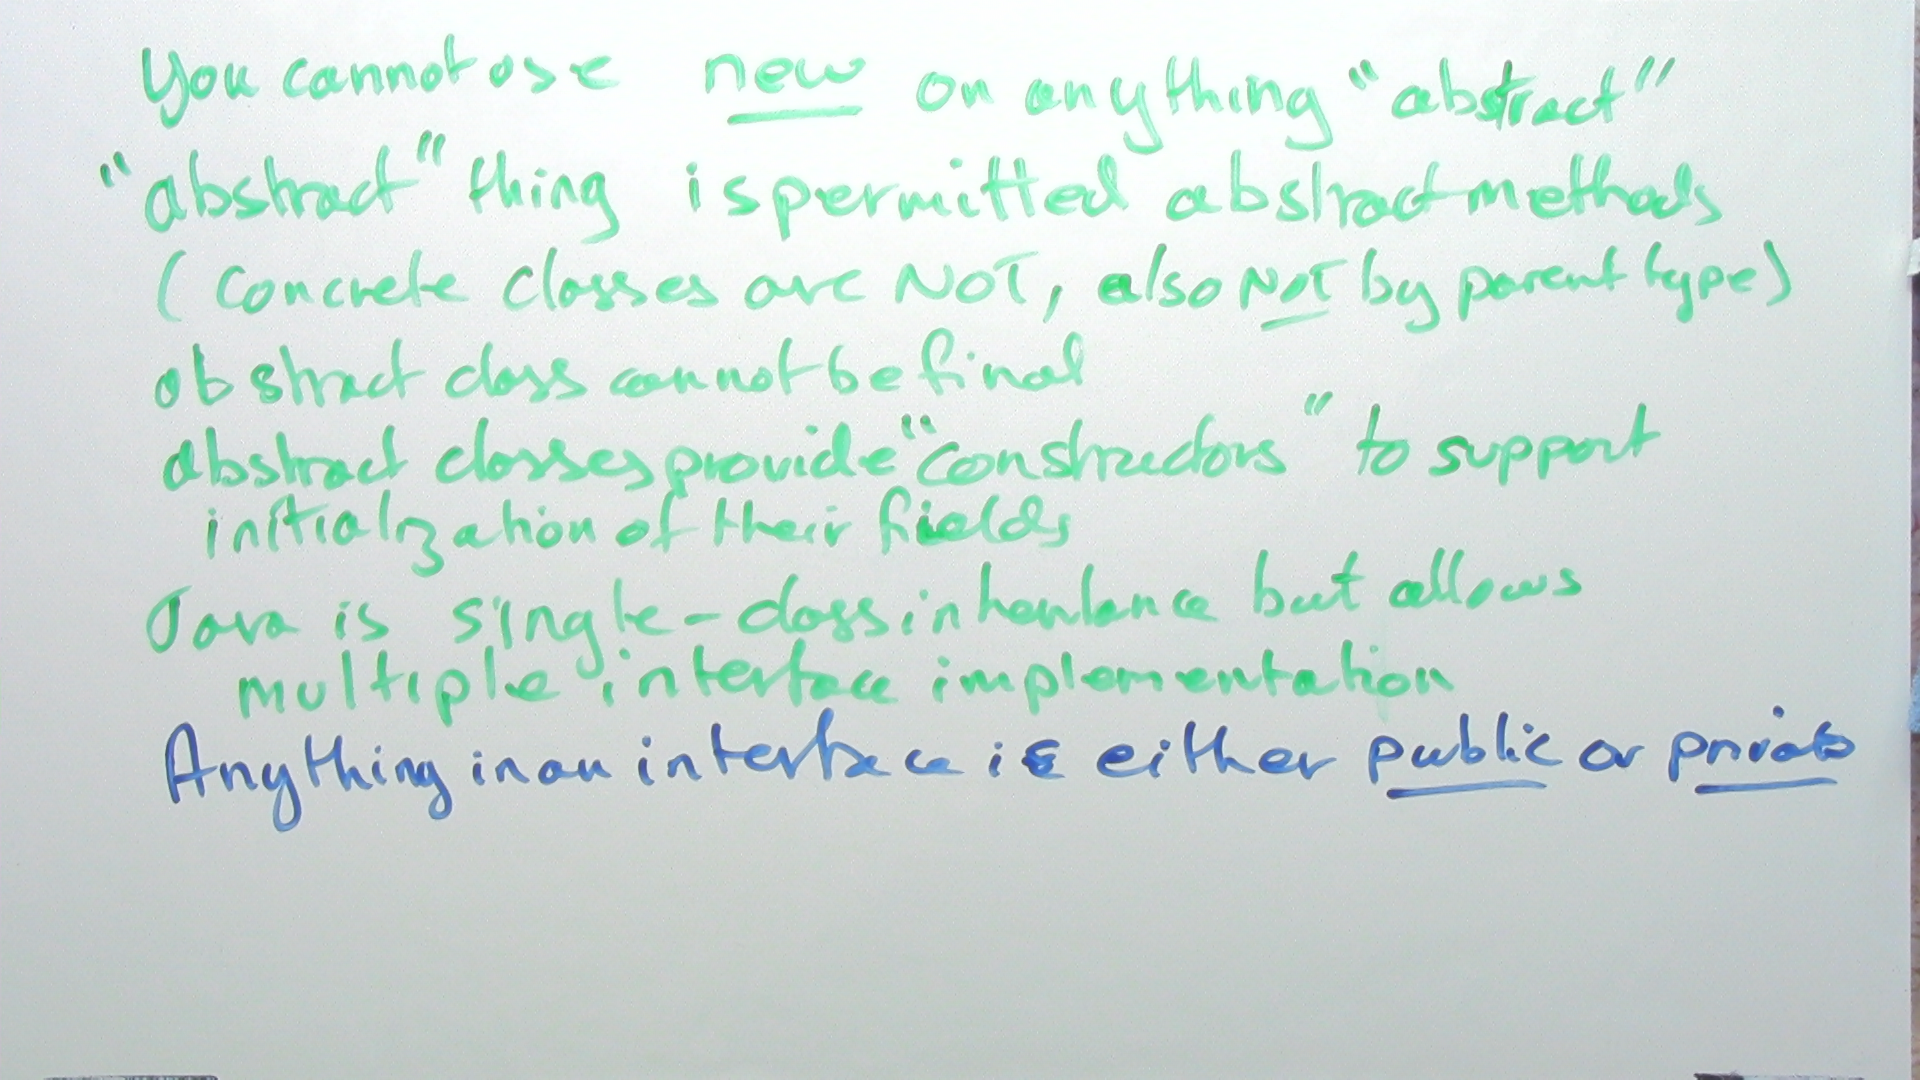 You cannot use new on anything "abstract"
"abstract" thing is permitted abstract methods
(concrete classes are NOT, also NOT by parent type)
abstract class cannot be final
abstract classes provide "constructors" to support
initialization of their fields
Java is single-class inheritance but allows
multiple interface implementation
Anything in an interface is either public or private